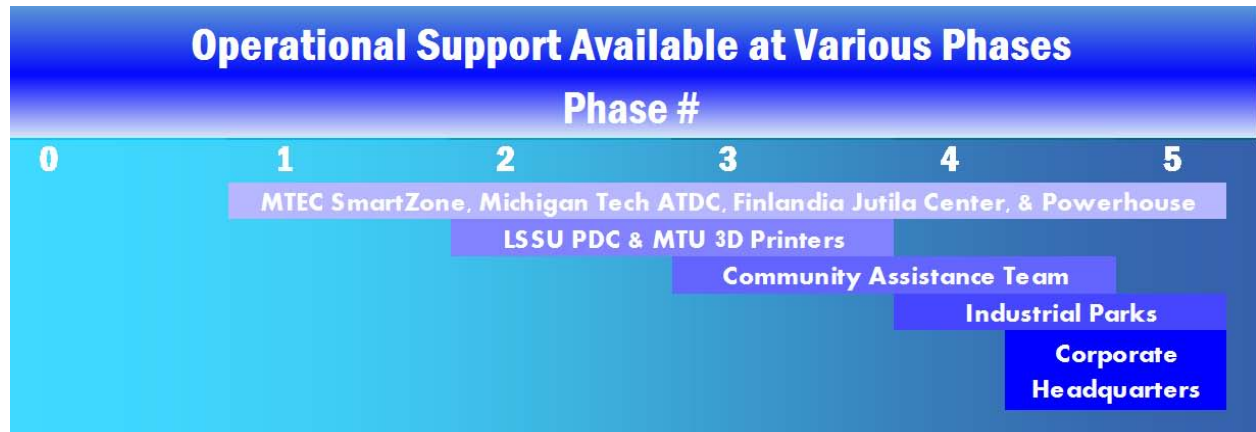 Operational Support Available at Various Phases
Phase #
0 1 2 3 4 5
MTEC SmartZone, Michigan Tech ATDC, Finlandia Jutila Center, & Powerhouse
LSSU PDC & MTU 3D Printers
Community Assistance Team
Industrial Parks
Corporate
Headquarters